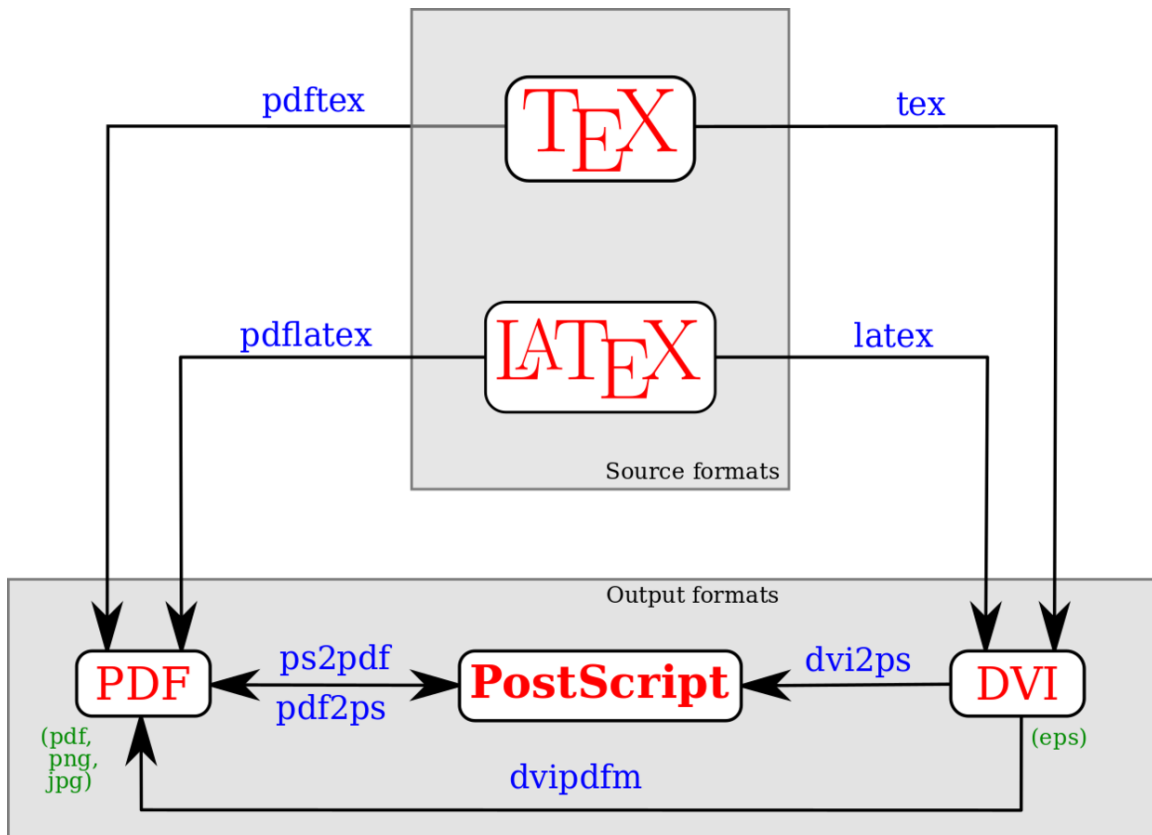 pdftex
TEX
tex
pdflatex
LATEX
latex
Source formats
Output formats
PDF
ps2pdf
pdf2ps
PostScript
dvi2ps
DVI
(pdf,
png,
jpg)
(eps)
dvipdfm